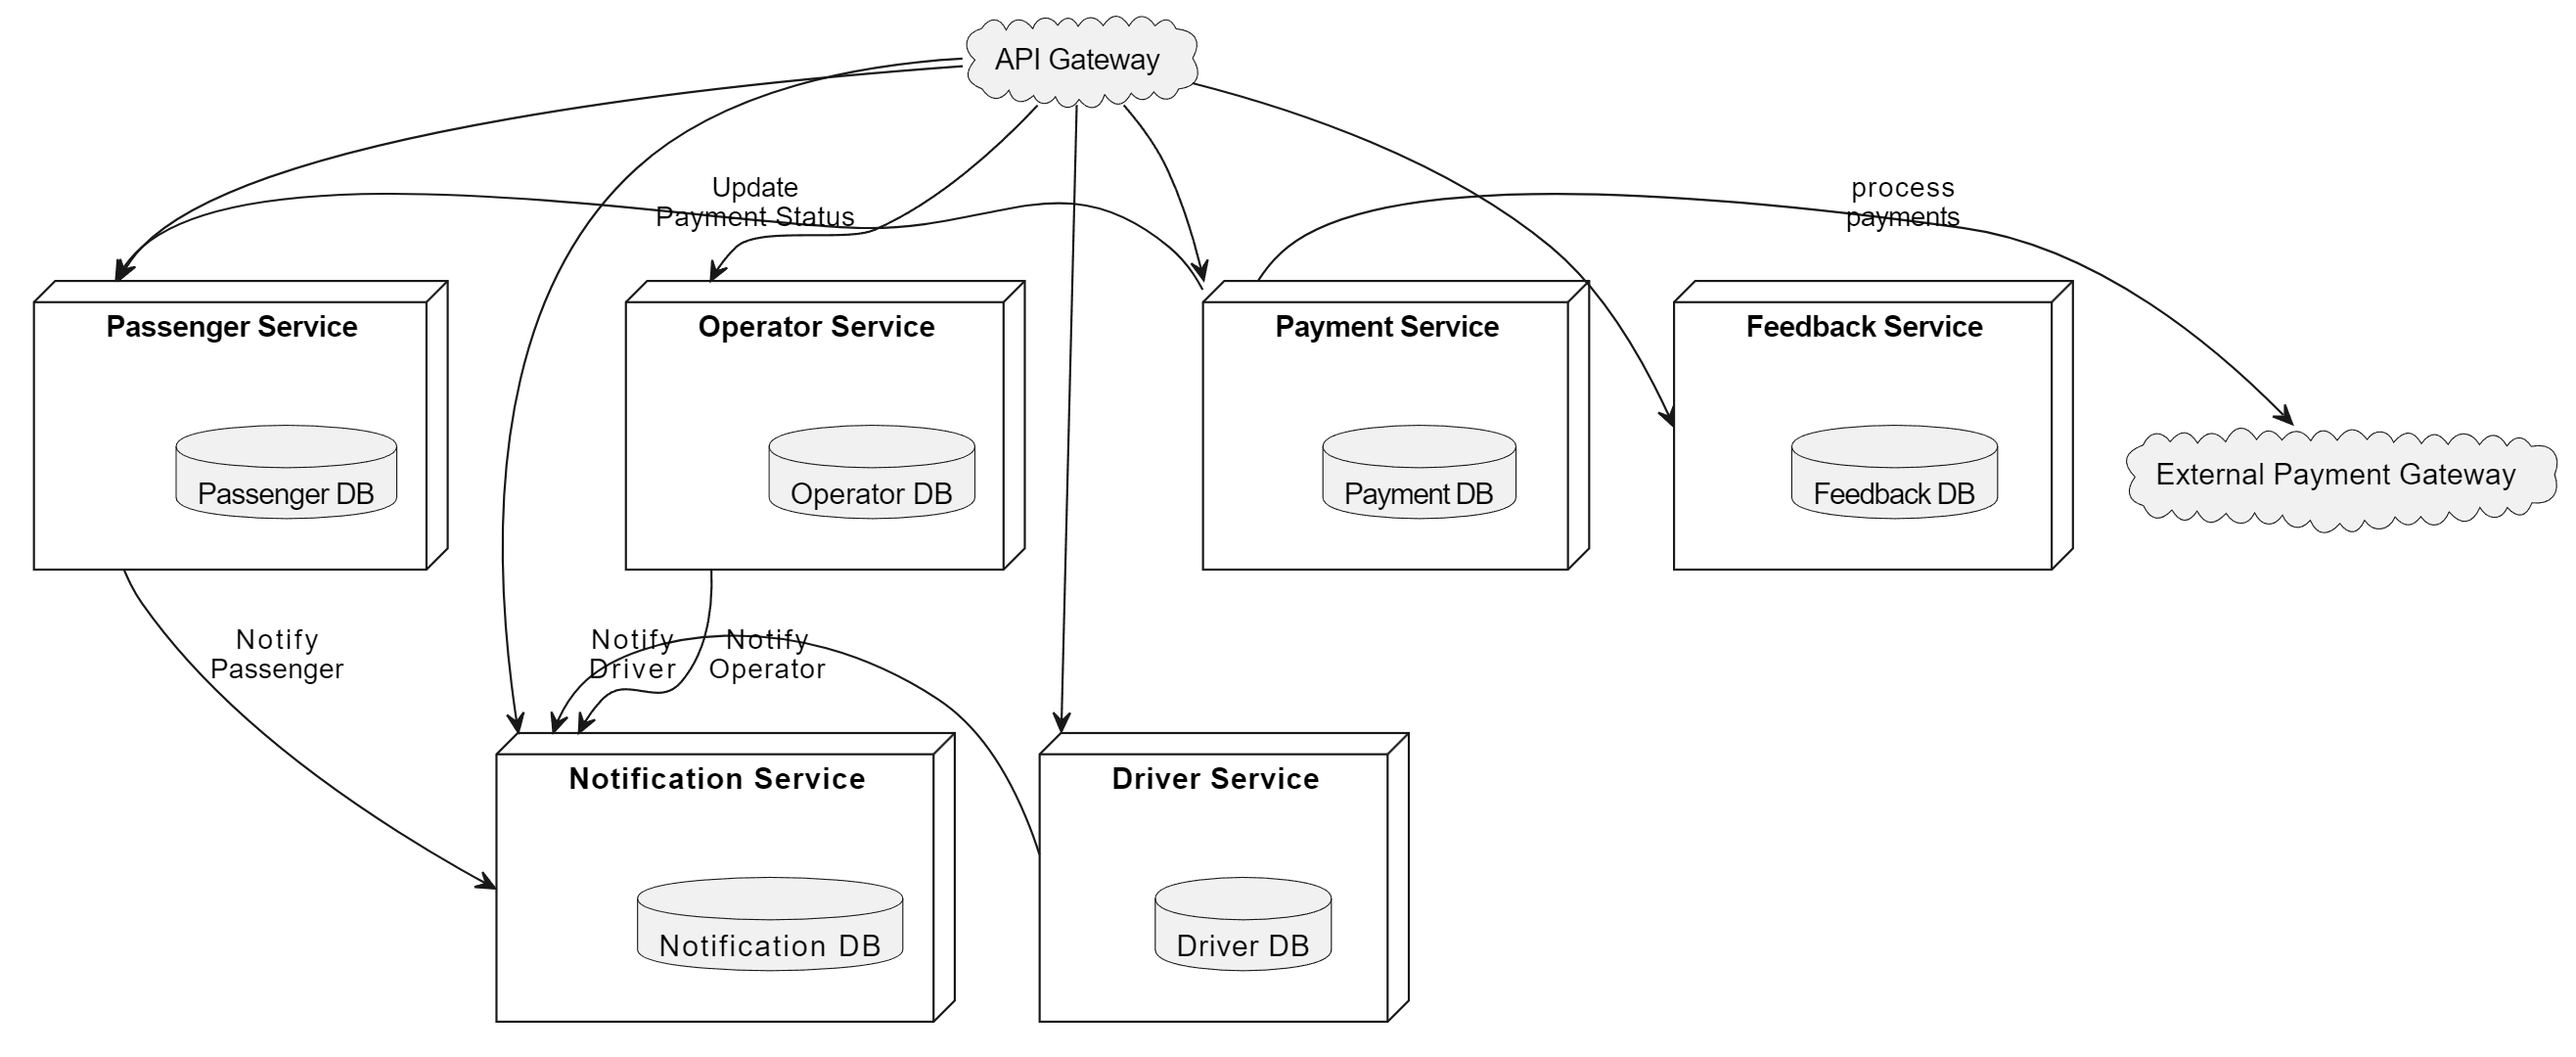 API Gateway
Update
Payment Status
process
payments
Passenger Service
Operator Service
Payment Service
Feedback Service
Passenger DB
Operator DB
Payment DB
Feedback DB
External Payment Gateway
Notify
Passenger
Notify
Driver
Notify
Operator
Notification Service
Driver Service
Notification DB
Driver DB